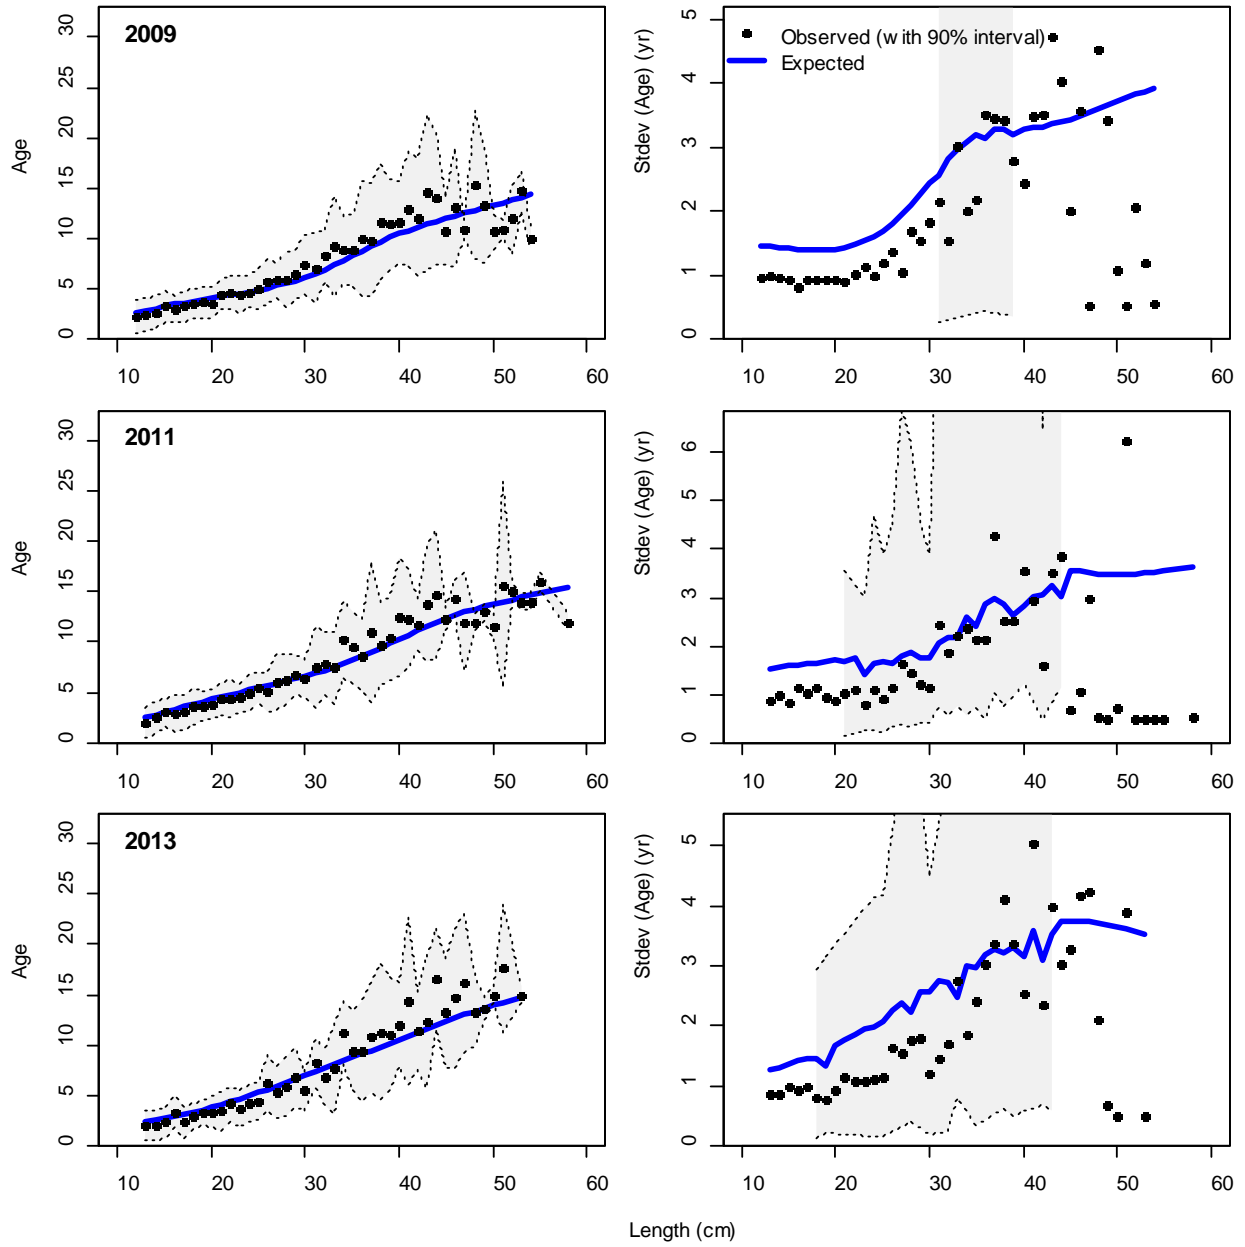 2009
Observed (with 90% interval)
Expected
Age
0 5 10 15 20 25 30
10 20 30 40 50 60
Stdev (Age) (yr)
0 1 2 3 4 5
10 20 30 40 50 60
2011
Age
0 5 10 15 20 25 30
10 20 30 40 50 60
Stdev (Age) (yr)
0 1 2 3 4 5 6
10 20 30 40 50 60
2013
Age
0 5 10 15 20 25 30
10 20 30 40 50 60
Stdev (Age) (yr)
0 1 2 3 4 5
10 20 30 40 50 60
Length (cm)